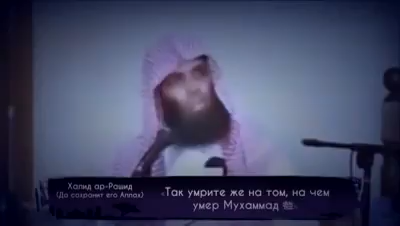 Халид ар-Рашид
(Да сохранит его Аллах)
«Так умрите же на том, на чем
умер Мухаммад ﷺ»